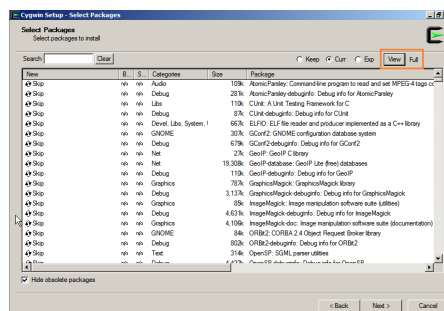 Cygwin Setup - Select Packages
Select Packages
Select packages to install
Search Clear Keep Curr Exp View Full
New B... S... Categories Size Package
Skip n/a n/a Audio 109k AtomicParsley: Command-line program to read and set MPEG-4 tags co
Skip n/a n/a Debug 281k AtomicParsley-debuginfo: Debug info for AtomicParsley
Skip n/a n/a Libs 110k CUnit: A Unit Testing Framework for C
Skip n/a n/a Debug 87k CUnit-debuginfo: Debug info for CUnit
Skip n/a n/a Devel, Libs, System, 667k ELFIO: ELF file reader and producer implemented as a C++ library
Skip n/a n/a GNOME 307k GConf2: GNOME configuration database system
Skip n/a n/a Debug 679k GConf2-debuginfo: Debug info for GConf2
Skip n/a n/a Net 27k GeoIP: GeoIP C library
Skip n/a n/a Net 19,308k GeoIP-database: GeoIP Lite (free) databases
Skip n/a n/a Debug 110k GeoIP-debuginfo: Debug info for GeoIP
Skip n/a n/a Graphics 787k GraphicsMagick: GraphicsMagick library
Skip n/a n/a Debug 3,137k GraphicsMagick-debuginfo: Debug info for GraphicsMagick
Skip n/a n/a Graphics 85k ImageMagick: Image manipulation software suite (utilities)
Skip n/a n/a Debug 4,631k ImageMagick-debuginfo: Debug info for ImageMagick
Skip n/a n/a Graphics 4,106k ImageMagick-doc: Image manipulation software suite (documentation)
Skip n/a n/a GNOME 84k ORBit2: CORBA 2.4 Object Request Broker library
Skip n/a n/a Debug 802k ORBit2-debuginfo: Debug info for ORBit2
Skip n/a n/a Text 314k OpenSP: SGML parser utilities
Skip n/a n/a Debug OpenSP-debuginfo: Debug info for OpenSP
Hide obsolete packages
< Back Next > Cancel